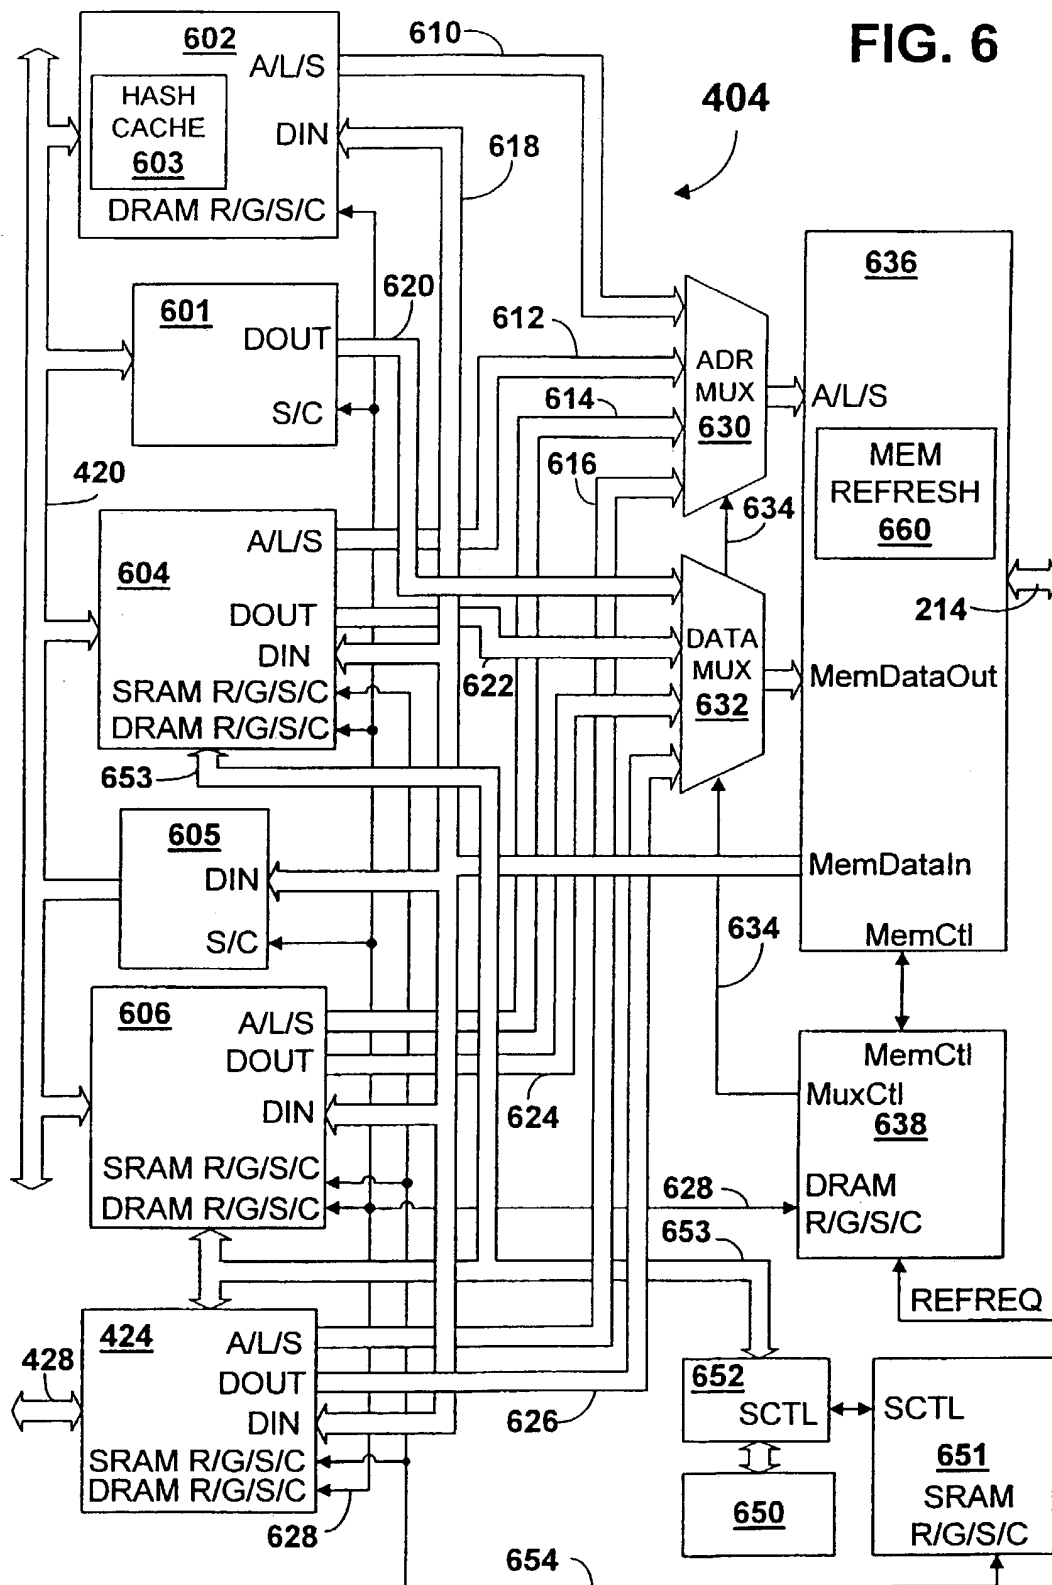 FIG. 6
404
602
A/L/S
HASH
CACHE
603
DIN
DRAM R/G/S/C
610
618
601
DOUT
S/C
620
612
614
616
ADR
MUX
630
636
A/L/S
MEM
REFRESH
660
214
420
604
A/L/S
DOUT
DIN
SRAM R/G/S/C
DRAM R/G/S/C
634
622
DATA
MUX
632
MemDataOut
653
605
DIN
S/C
MemDataIn
MemCtl
634
606
A/L/S
DOUT
DIN
SRAM R/G/S/C
DRAM R/G/S/C
624
MemCtl
MuxCtl
638
DRAM
R/G/S/C
628
653
REFREQ
424
A/L/S
DOUT
DIN
SRAM R/G/S/C
DRAM R/G/S/C
428
626
628
652
SCTL
SCTL
651
SRAM
R/G/S/C
650
654